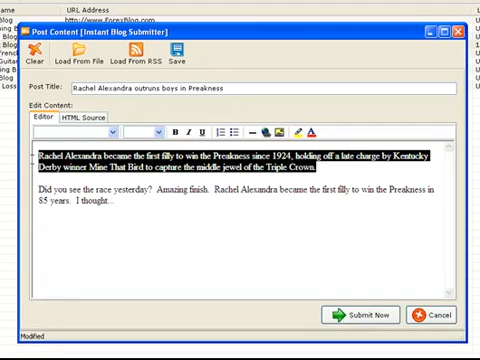 ame URL Address
http://www.ForexBlog.com
Post Content [Instant Blog Submitter]
Clear Load From File Load From RSS Save
Post Title: Rachel Alexandra outruns boys in Preakness
Edit Content:
Editor HTML Source
B I U
Rachel Alexandra became the first filly to win the Preakness since 1924, holding off a late charge by Kentucky
Derby winner Mine That Bird to capture the middle jewel of the Triple Crown.
Did you see the race yesterday? Amazing finish. Rachel Alexandra became the first filly to win the Preakness in
85 years. I thought...
Submit Now Cancel
Modified